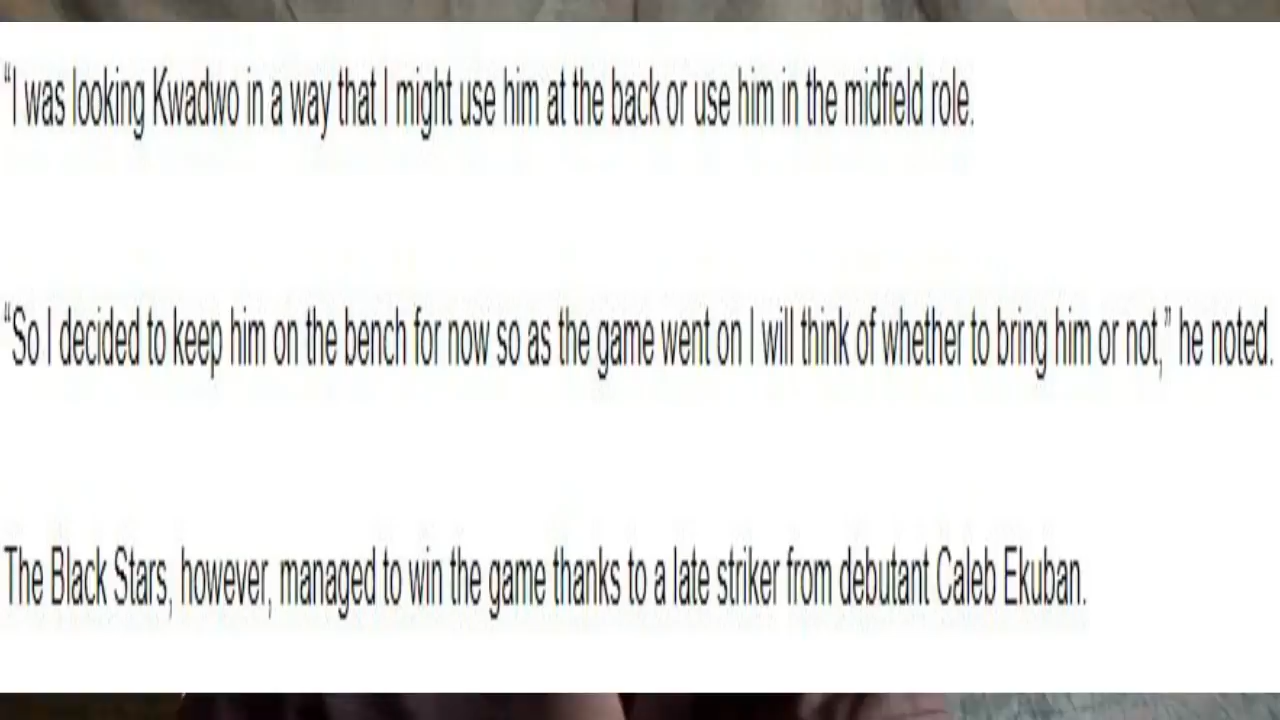 “I was looking Kwadwo in a way that I might use him at the back or use him in the midfield role.
“So I decided to keep him on the bench for now so as the game went on I will think of whether to bring him or not,” he noted.
The Black Stars, however, managed to win the game thanks to a late striker from debutant Caleb Ekuban.